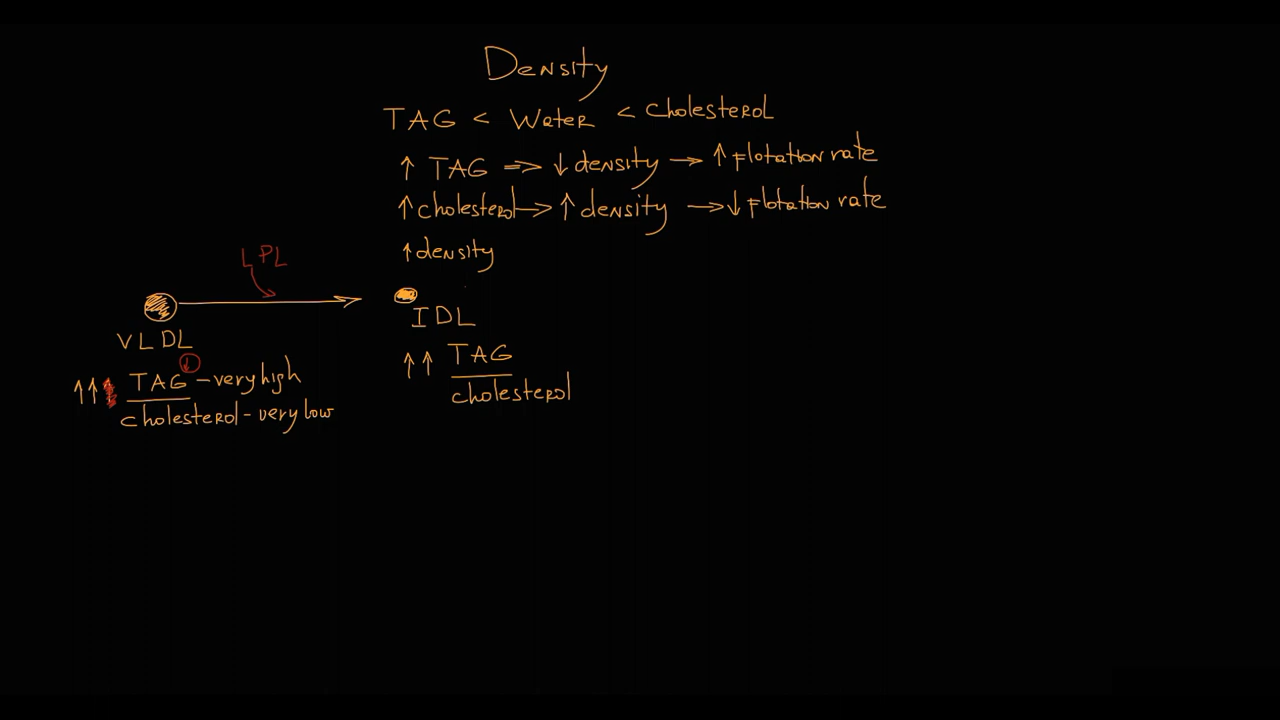 Density
TAG < Water < cholesterol
↑ TAG => ↓ density → ↑ flotation rate
↑ cholesterol → ↑ density → ↓ flotation rate
↑ density
LPL
VLDL
IDL
↑↑ TAG
cholesterol
↓
↑↑↑ TAG - very high
cholesterol - very low